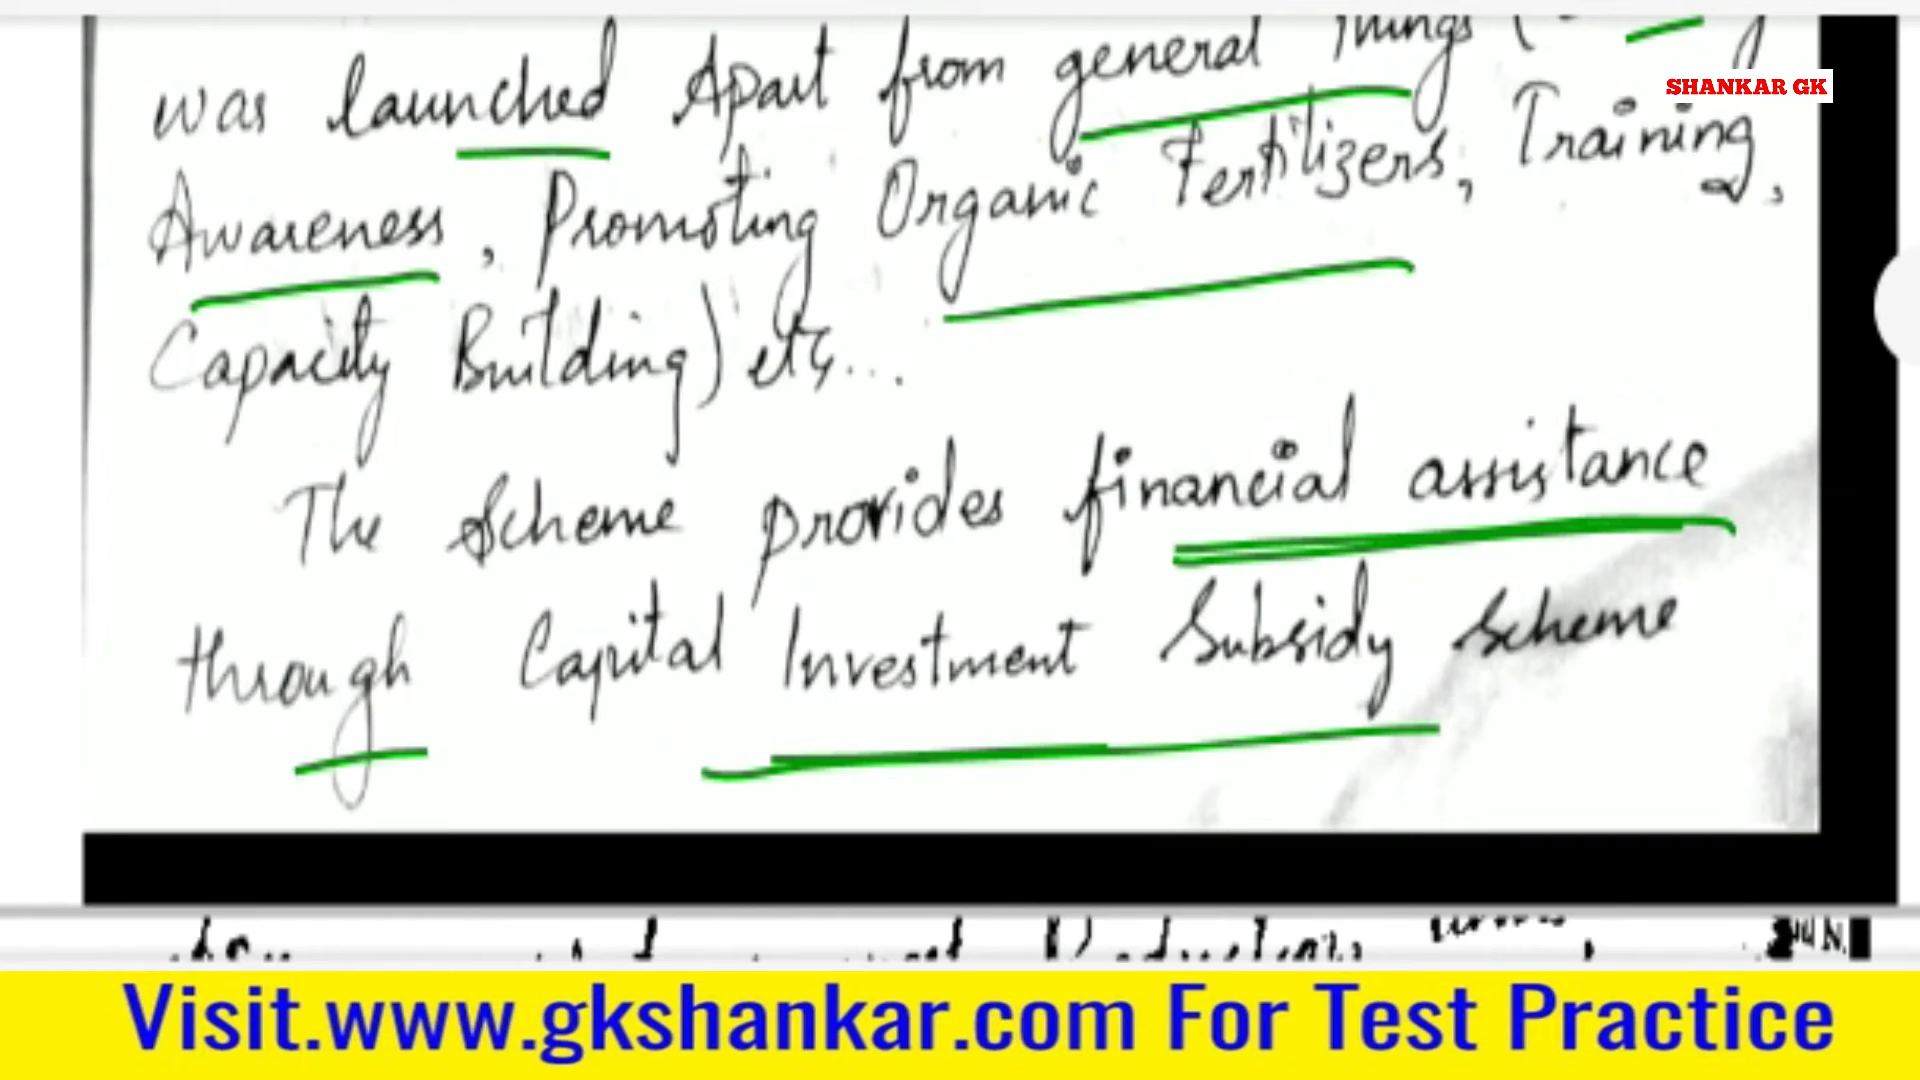 was launched Apart from general Things (
SHANKAR GK
Awareness, Promoting Organic Fertilizers, Training,
Capacity Building) etc...
The Scheme provides financial assistance
through Capital Investment Subsidy Scheme
Visit.www.gkshankar.com For Test Practice